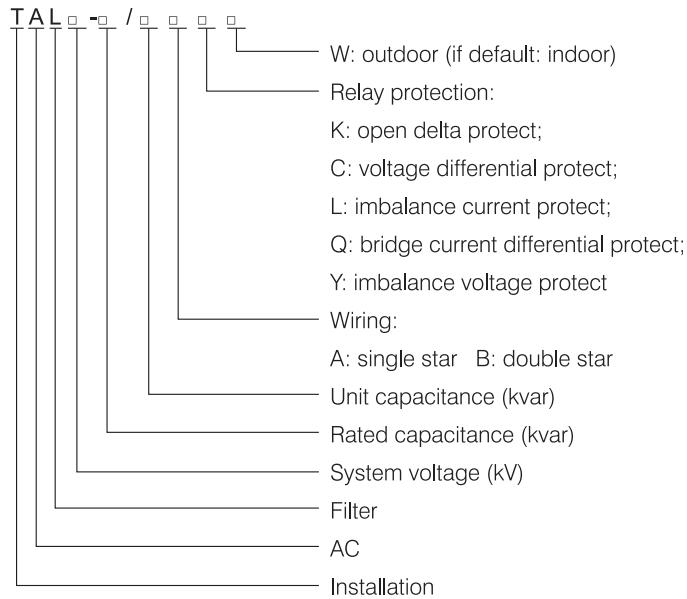 TAL□-□/□□□□
W: outdoor (if default: indoor)
Relay protection:
K: open delta protect;
C: voltage differential protect;
L: imbalance current protect;
Q: bridge current differential protect;
Y: imbalance voltage protect
Wiring:
A: single star B: double star
Unit capacitance (kvar)
Rated capacitance (kvar)
System voltage (kV)
Filter
AC
Installation